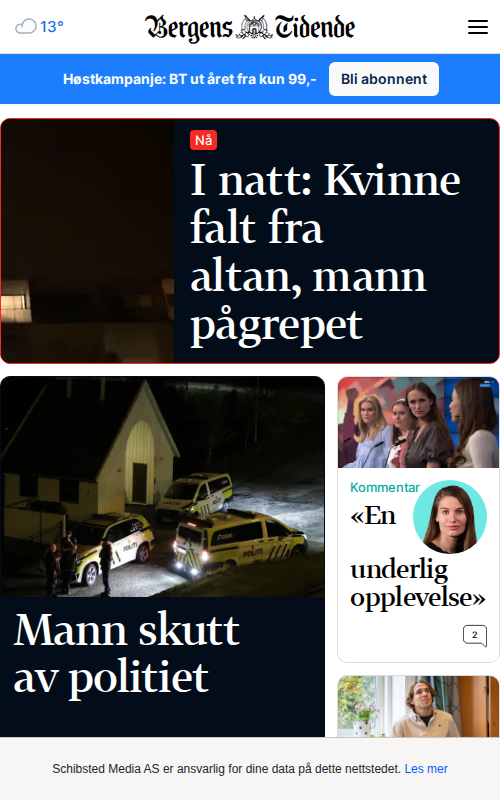 13°
Bergens Tidende
Høstkampanje: BT ut året fra kun 99,-
Bli abonnent
Nå
I natt: Kvinne
falt fra
altan, mann
pågrepet
POLITI
POLITI
Mann skutt
av politiet
Kommentar
«En
underlig
opplevelse»
2
Schibsted Media AS er ansvarlig for dine data på dette nettstedet. Les mer